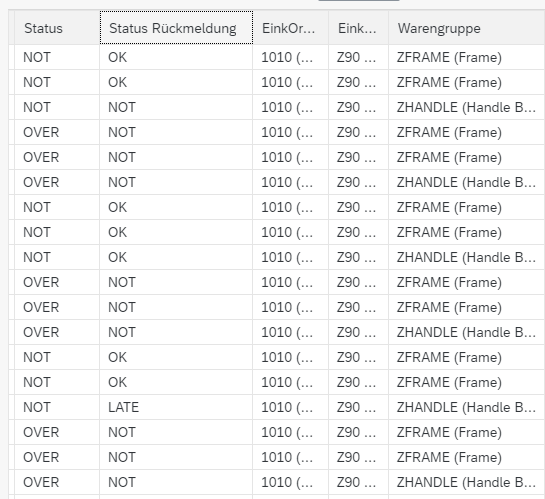 Status Status Rückmeldung EinkOr... Eink... Warengruppe
NOT OK 1010 (... Z90 ... ZFRAME (Frame)
NOT OK 1010 (... Z90 ... ZFRAME (Frame)
NOT NOT 1010 (... Z90 ... ZHANDLE (Handle B...
OVER NOT 1010 (... Z90 ... ZFRAME (Frame)
OVER NOT 1010 (... Z90 ... ZFRAME (Frame)
OVER NOT 1010 (... Z90 ... ZHANDLE (Handle B...
NOT OK 1010 (... Z90 ... ZFRAME (Frame)
NOT OK 1010 (... Z90 ... ZFRAME (Frame)
NOT OK 1010 (... Z90 ... ZHANDLE (Handle B...
OVER NOT 1010 (... Z90 ... ZFRAME (Frame)
OVER NOT 1010 (... Z90 ... ZFRAME (Frame)
OVER NOT 1010 (... Z90 ... ZHANDLE (Handle B...
NOT OK 1010 (... Z90 ... ZFRAME (Frame)
NOT OK 1010 (... Z90 ... ZFRAME (Frame)
NOT LATE 1010 (... Z90 ... ZHANDLE (Handle B...
OVER NOT 1010 (... Z90 ... ZFRAME (Frame)
OVER NOT 1010 (... Z90 ... ZFRAME (Frame)
OVER NOT 1010 (... Z90 ... ZHANDLE (Handle B...